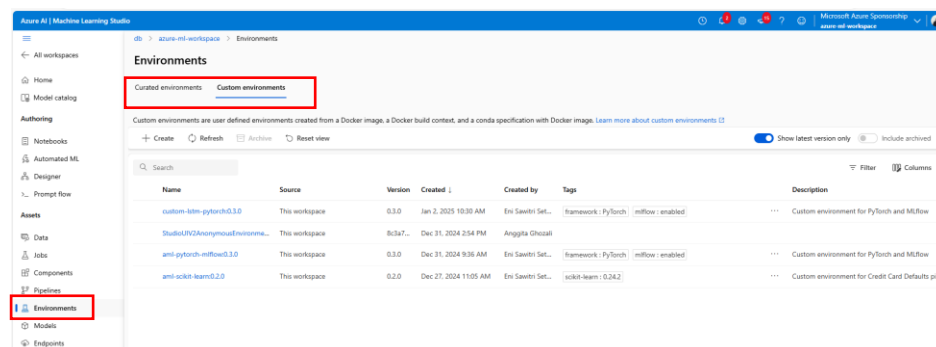 Azure AI | Machine Learning Studio
Microsoft Azure Sponsorship
azure-ml-workspace
All workspaces
Home
Model catalog
Authoring
Notebooks
Automated ML
Designer
Prompt flow
Assets
Data
Jobs
Components
Pipelines
Environments
Models
Endpoints
db > azure-ml-workspace > Environments
Environments
Curated environments Custom environments
Custom environments are user defined environments created from a Docker image, a Docker build context, and a conda specification with Docker image. Learn more about custom environments
Create Refresh Archive Reset view Show latest version only Include archived
Search Filter Columns
Name Source Version Created ↓ Created by Tags Description
custom-lstm-pytorch:0.3.0 This workspace 0.3.0 Jan 2, 2025 10:30 AM Eni Sawitri Set... framework : PyTorch mlflow : enabled ... Custom environment for PyTorch and MLflow
StudioUIV2AnonymousEnvironme... This workspace 8c3a7... Dec 31, 2024 2:54 PM Anggita Ghozali
aml-pytorch-mlflow:0.3.0 This workspace 0.3.0 Dec 31, 2024 9:36 AM Eni Sawitri Set... framework : PyTorch mlflow : enabled ... Custom environment for PyTorch and MLflow
aml-scikit-learn:0.2.0 This workspace 0.2.0 Dec 27, 2024 11:05 AM Eni Sawitri Set... scikit-learn : 0.24.2 ... Custom environment for Credit Card Defaults pi